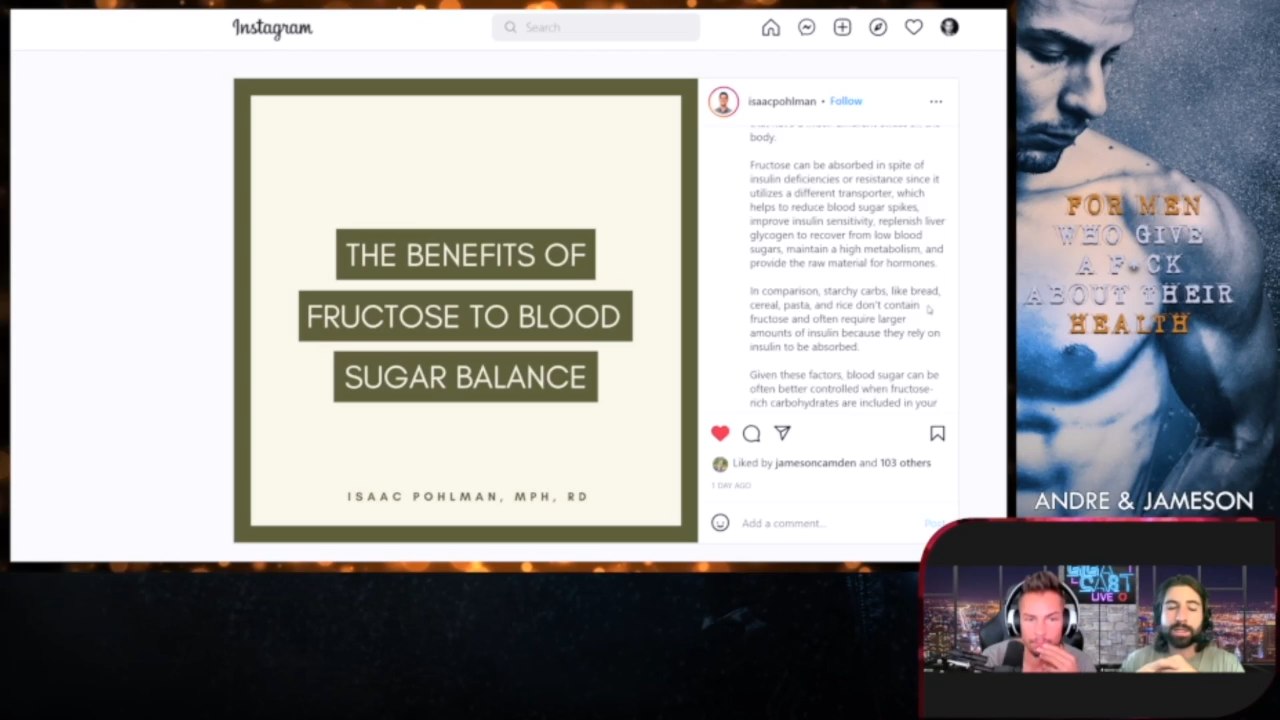 Instagram
Search
THE BENEFITS OF
FRUCTOSE TO BLOOD
SUGAR BALANCE
ISAAC POHLMAN, MPH, RD
isaacpohlman • Follow
body.
Fructose can be absorbed in spite of
insulin deficiencies or resistance since it
utilizes a different transporter, which
helps to reduce blood sugar spikes,
improve insulin sensitivity, replenish liver
glycogen to recover from low blood
sugars, maintain a high metabolism, and
provide the raw material for hormones.
In comparison, starchy carbs, like bread,
cereal, pasta, and rice don't contain
fructose and often require larger
amounts of insulin because they rely on
insulin to be absorbed.
Given these factors, blood sugar can be
often better controlled when fructose-
rich carbohydrates are included in your
Liked by jamesoncamden and 103 others
1 DAY AGO
Add a comment...
Post
FOR MEN
WHO GIVE
A F*CK
ABOUT THEIR
HEALTH
ANDRE & JAMESON
LIVE